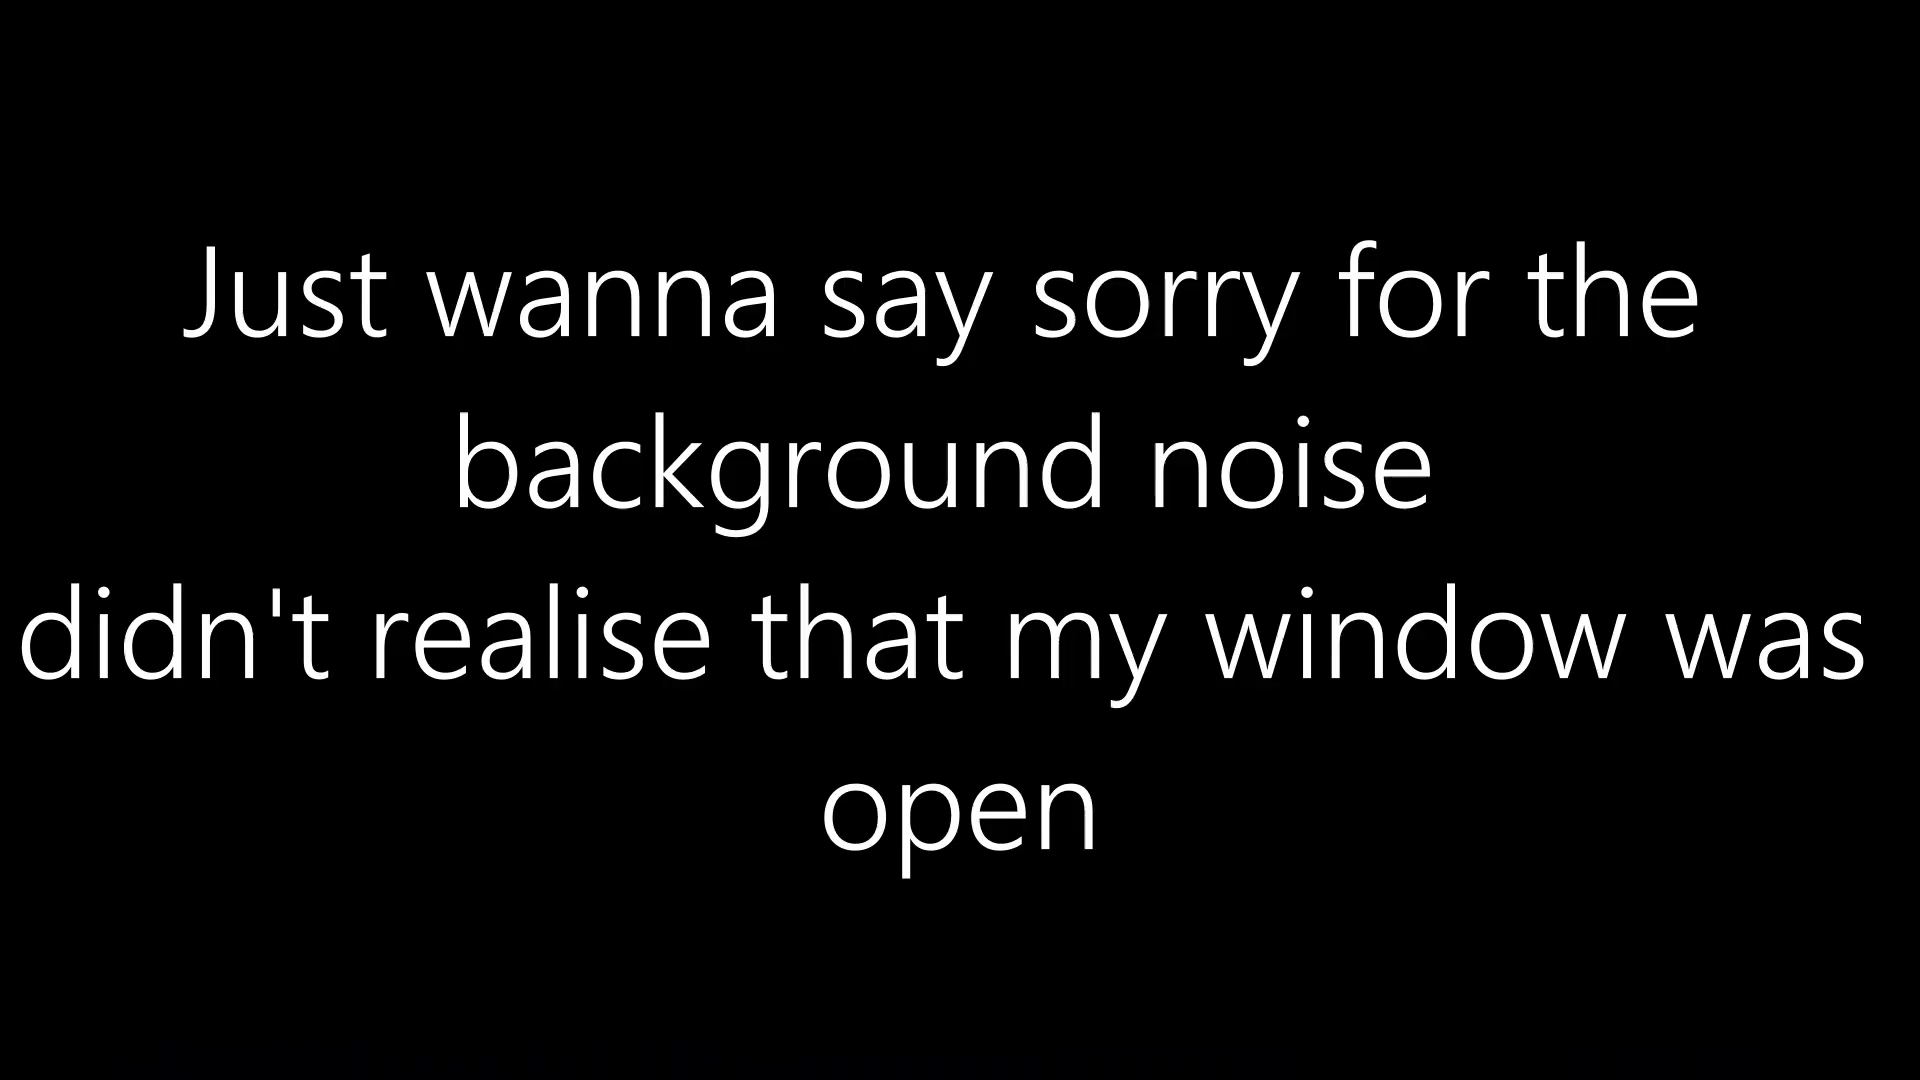 Just wanna say sorry for the
background noise
didn't realise that my window was
open